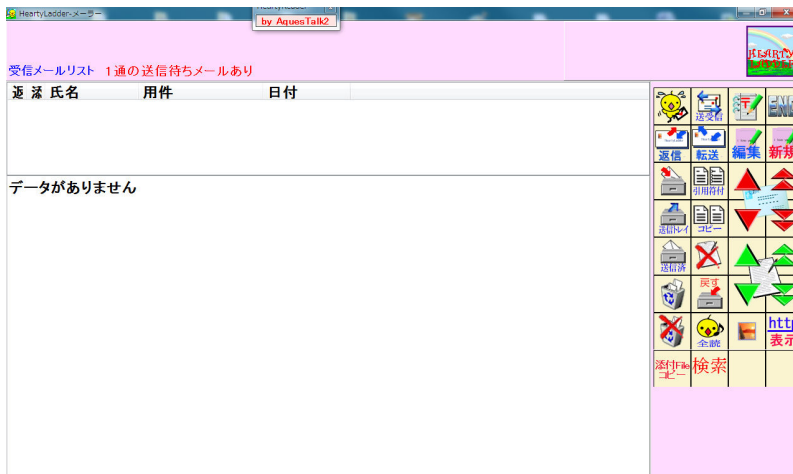 HeartyLadder-メーラー
by AquesTalk2
HEARTY
LADDER
受信メールリスト 1通の送信待ちメールあり
返 添 氏名 用件 日付
データがありません
送受信
返信 転送 編集 新規
引用符付
送信トレイ コピー
送信済
戻す
全読
表示
添付File
コピー
検索